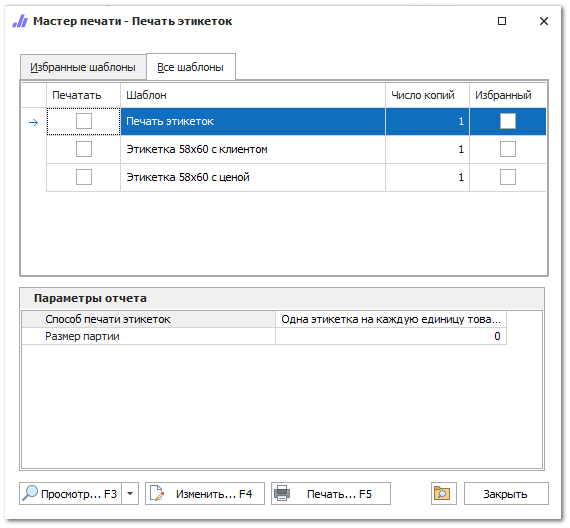 Мастер печати - Печать этикеток
Избранные шаблоны Все шаблоны
Печатать Шаблон Число копий Избранный
Печать этикеток 1
Этикетка 58x60 с клиентом 1
Этикетка 58x60 с ценой 1
Параметры отчета
Способ печати этикеток Одна этикетка на каждую единицу това...
Размер партии 0
Просмотр... F3 Изменить... F4 Печать... F5 Закрыть